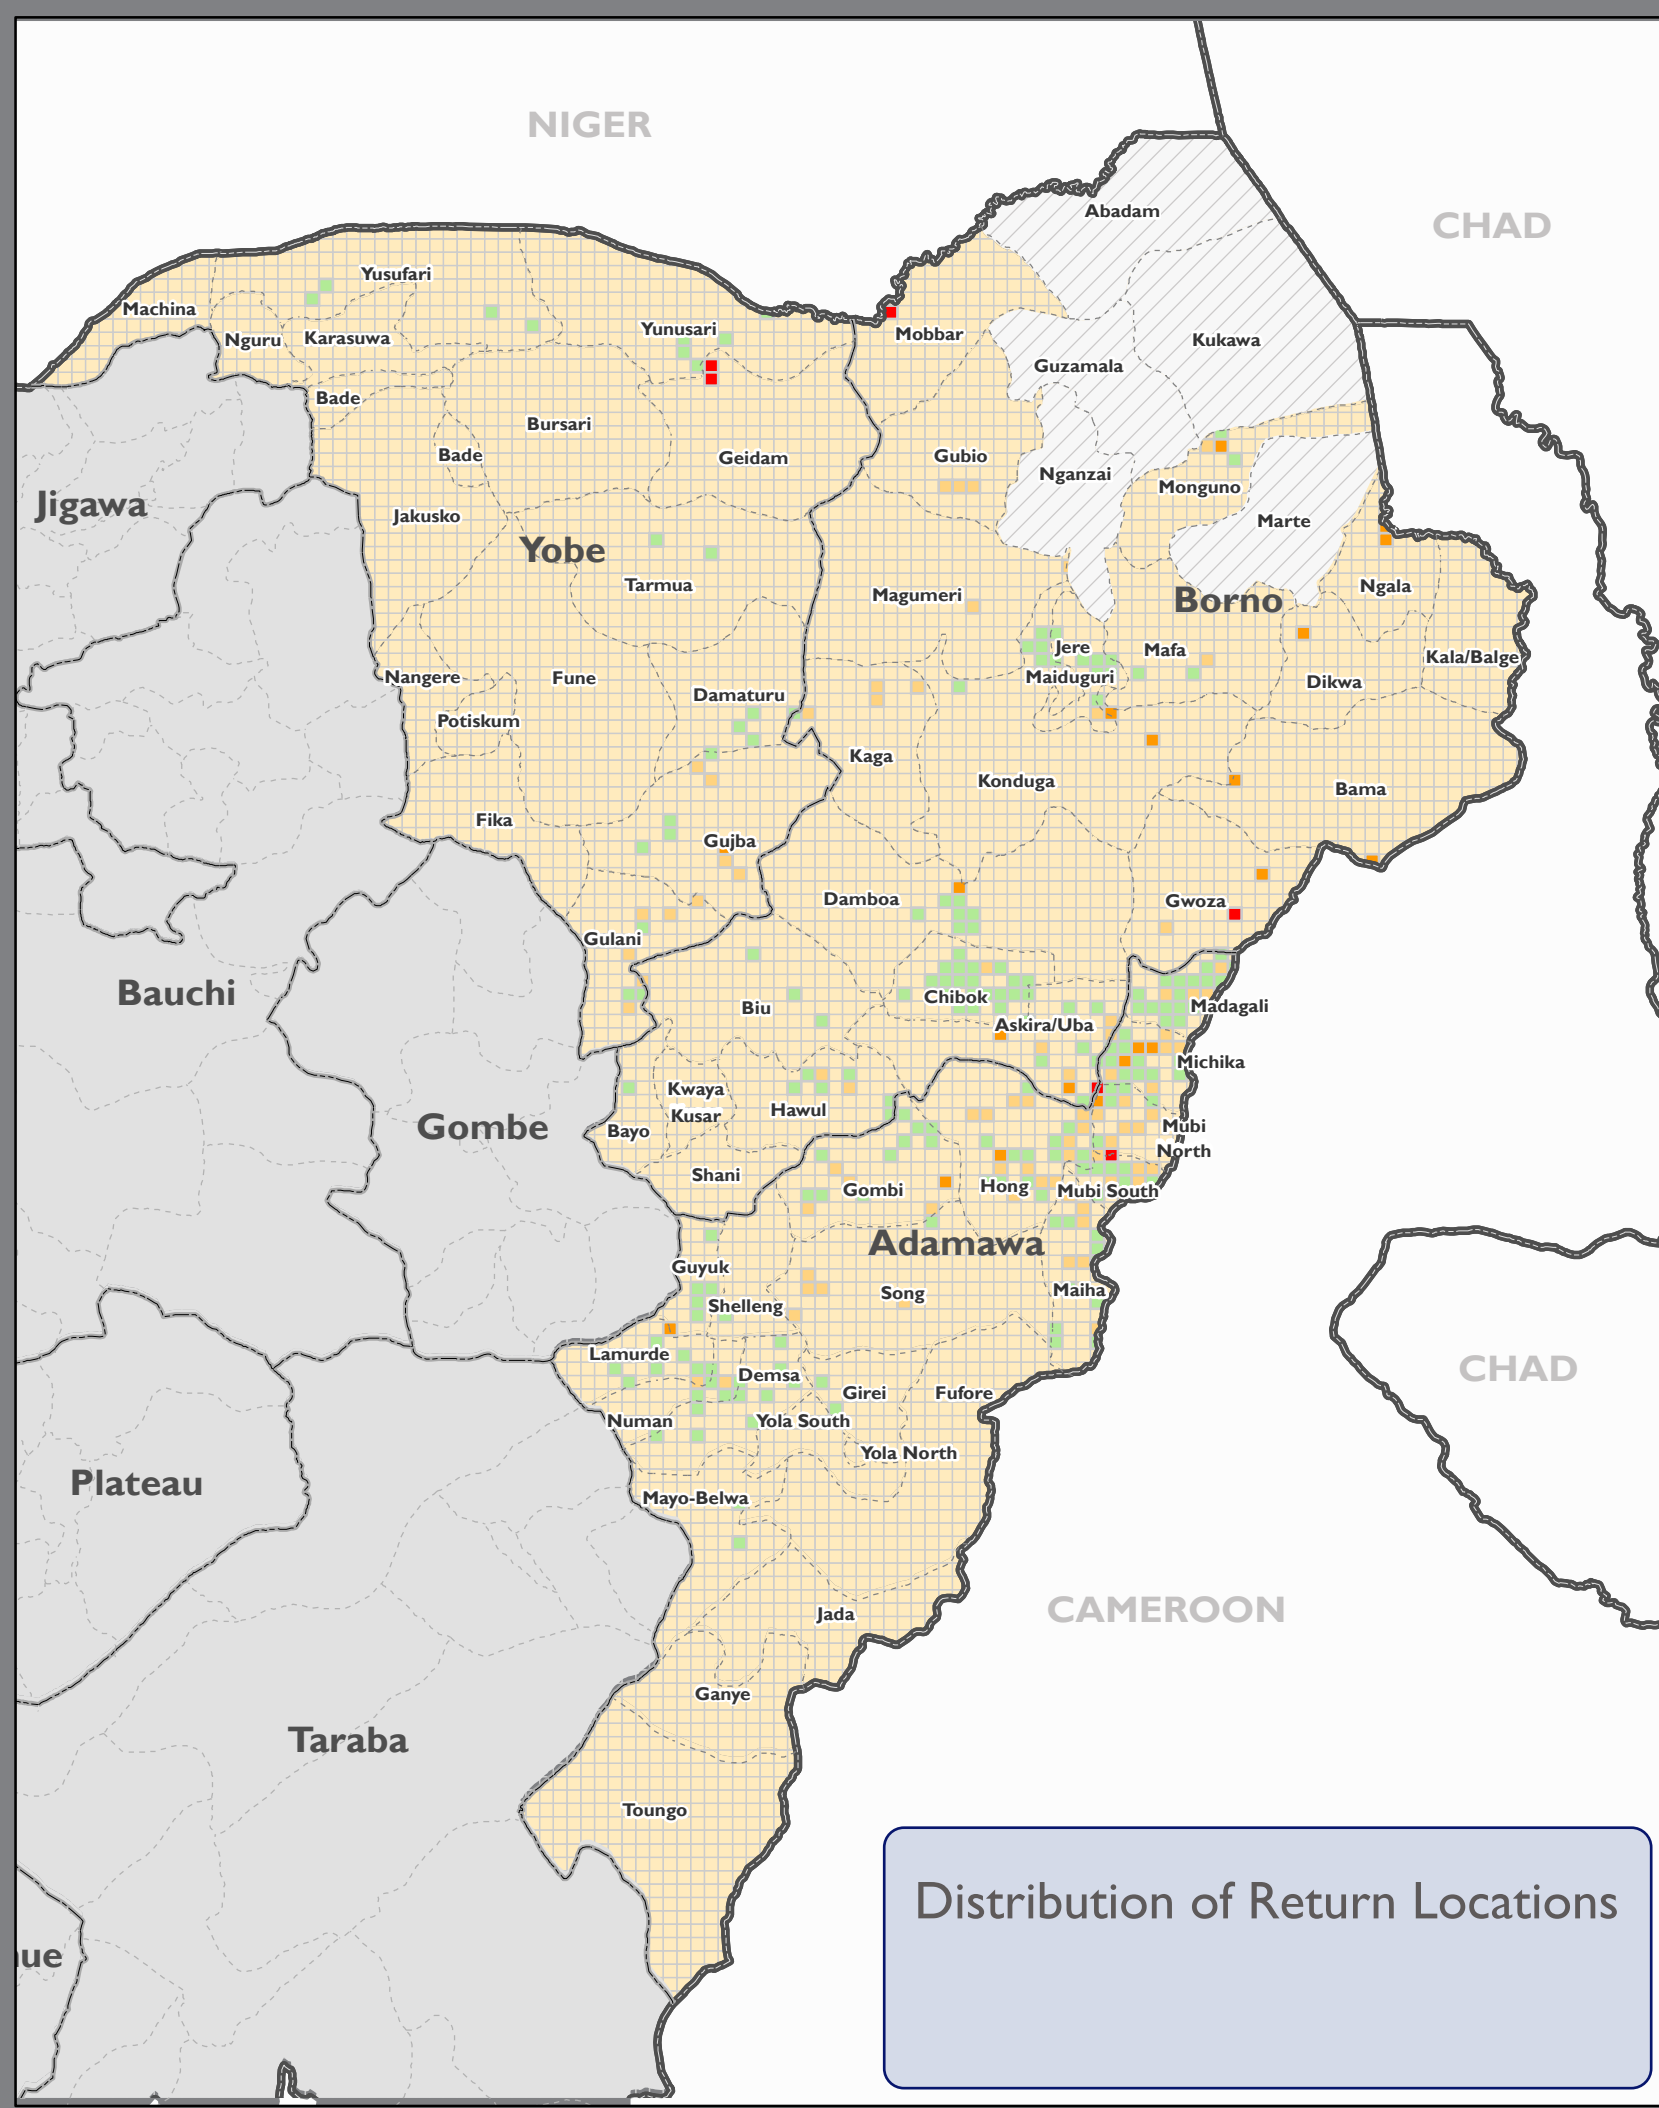 NIGER
Abadam
CHAD
Yusufari
Machina
Yunusari
Mobbar
Nguru
Karasuwa
Kukawa
Guzamala
Bade
Bursari
Bade
Geidam
Gubio
Nganzai
Monguno
Jigawa
Jakusko
Marte
Yobe
Tarmua
Magumeri
Borno
Ngala
Jere
Mafa
Kala/Balge
Nangere
Fune
Maiduguri
Dikwa
Damaturu
Potiskum
Kaga
Konduga
Bama
Fika
Gujba
Damboa
Gwoza
Gulani
Bauchi
Chibok
Biu
Madagali
Askira/Uba
Michika
Kwaya
Kusar
Hawul
Gombe
Bayo
Mubi
North
Shani
Gombi
Hong
Mubi South
Adamawa
Guyuk
Song
Maiha
Shelleng
Lamurde
CHAD
Demsa
Girei
Fufore
Numan
Yola South
Yola North
Plateau
Mayo-Belwa
CAMEROON
Jada
Ganye
Taraba
Toungo
Distribution of Return Locations
ue